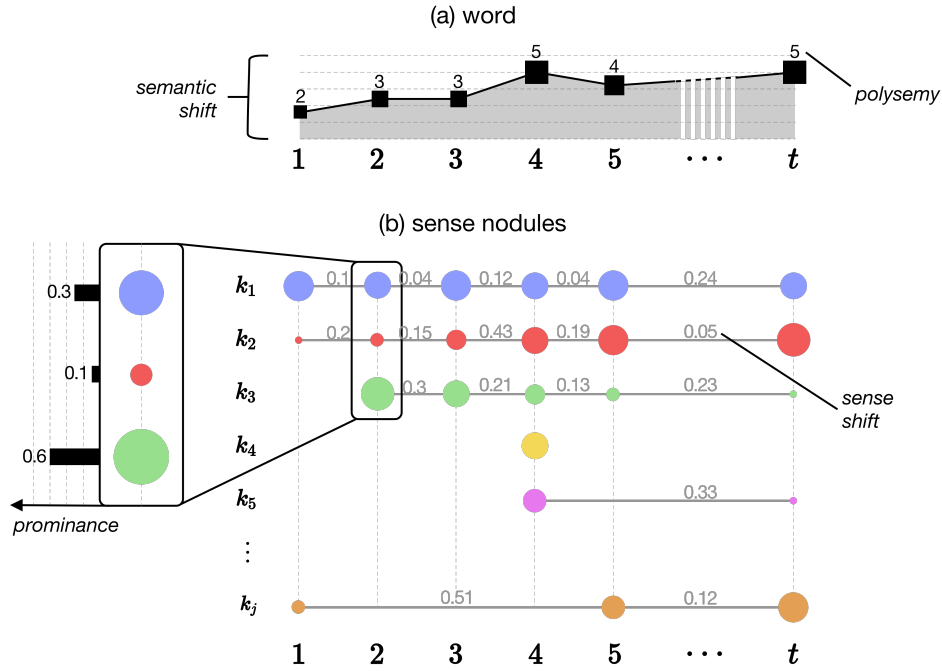 (a) word
semantic
shift
2
3
3
5
4
5
polysemy
1 2 3 4 5 ... t
(b) sense nodules
0.3
0.1
0.6
prominance
k1 0.1 0.04 0.12 0.04 0.24
k2 0.2 0.15 0.43 0.19 0.05
k3 0.3 0.21 0.13 0.23
sense
shift
k4
k5 0.33
⋮
kj 0.51 0.12
1 2 3 4 5 ... t